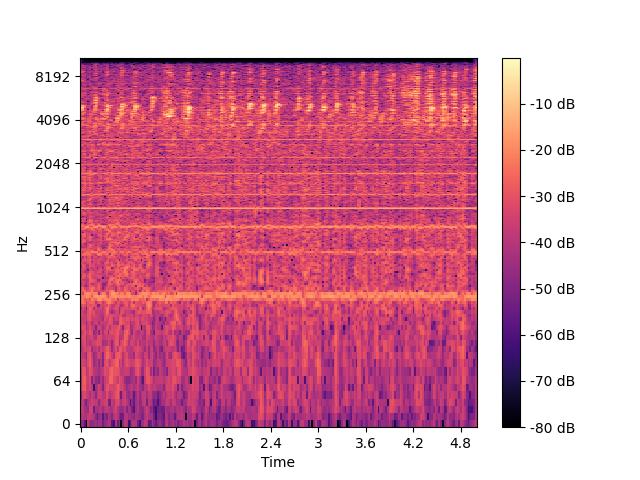 8192
4096
2048
1024
512
256
128
64
0
Hz
0 0.6 1.2 1.8 2.4 3 3.6 4.2 4.8
Time
-10 dB
-20 dB
-30 dB
-40 dB
-50 dB
-60 dB
-70 dB
-80 dB